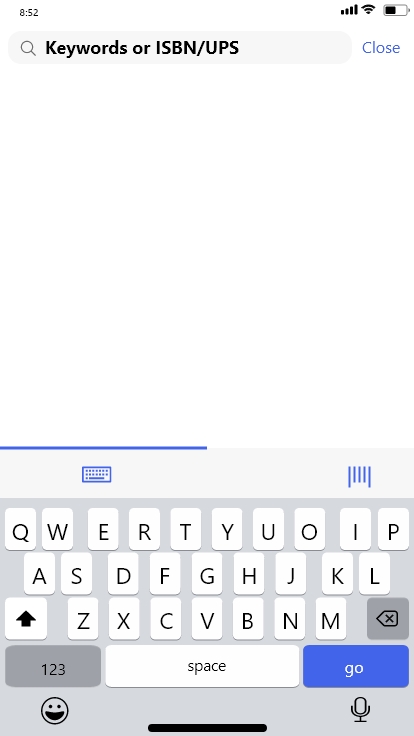 8:52
Keywords or ISBN/UPS
Close
Q W E R T Y U O I P
A S D F G H J K L
Z X C V B N M
123 space go